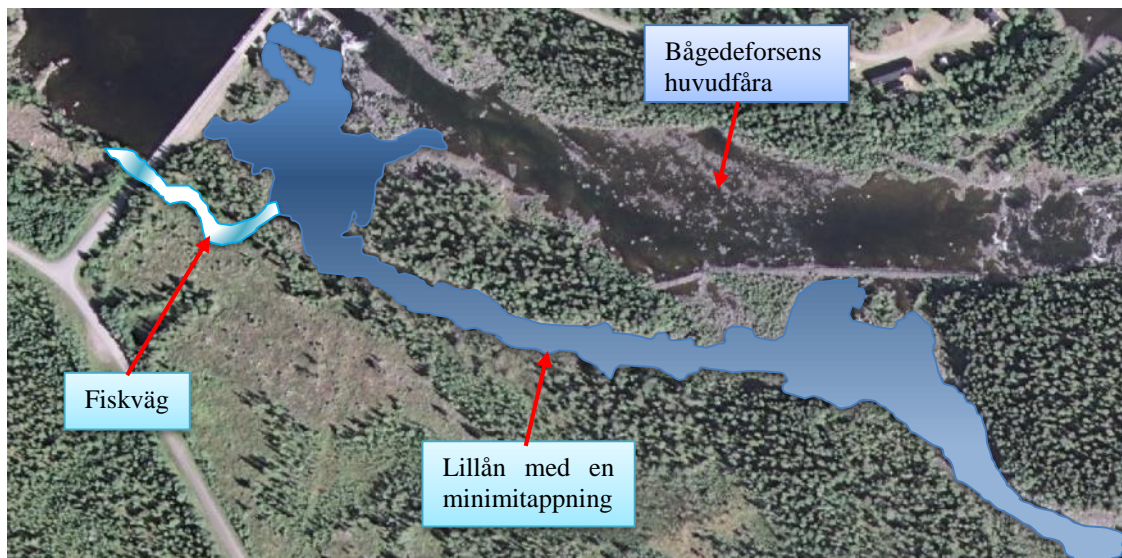 Bågedeforsens
huvudfåra
Fiskväg
Lillån med en
minimitappning